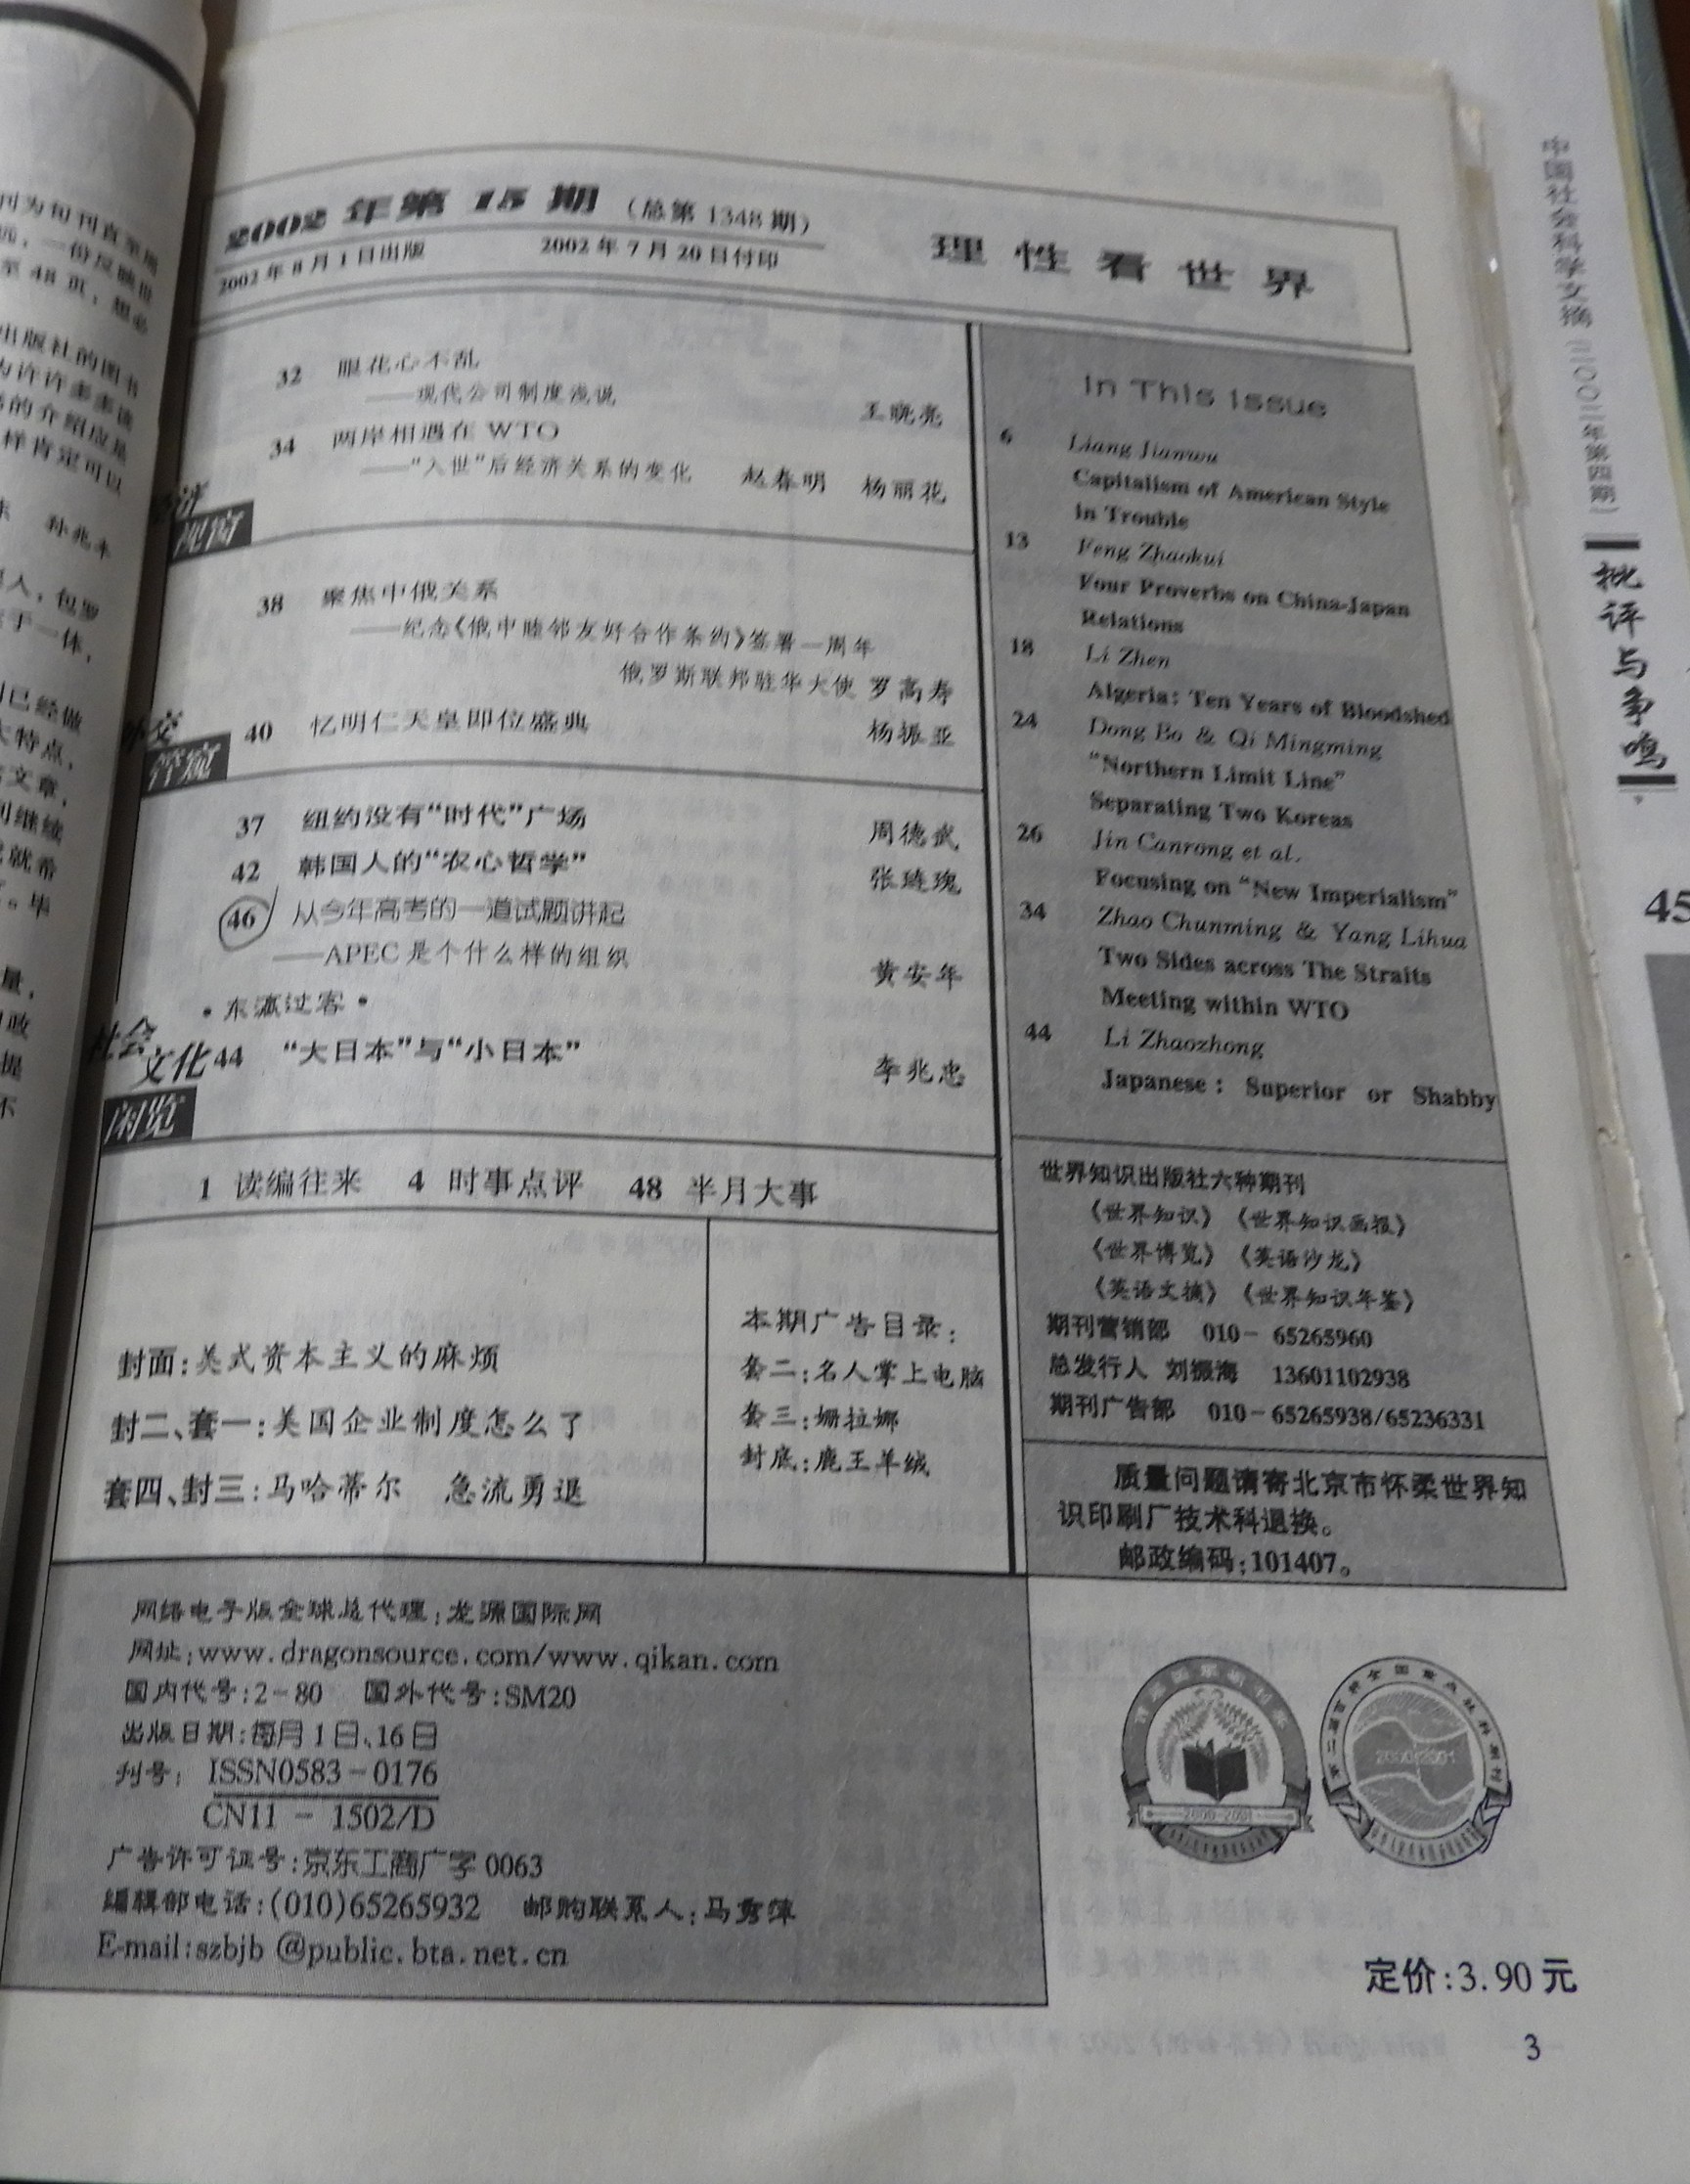 2002年第15期（总第1348期）
2002年8月1日出版 2002年7月20日付印
理性看世界
32 眼花心不乱
——现代公司制度浅说 王晓亮
34 两岸相遇在WTO
——“入世”后经济关系的变化 赵春明 杨丽花
38 聚焦中俄关系
——纪念《俄中睦邻友好合作条约》签署一周年
俄罗斯联邦驻华大使 罗高寿
外交
管窥
40 忆明仁天皇即位盛典 杨振亚
37 纽约没有“时代”广场 周德武
42 韩国人的“农心哲学” 张琏瑰
46 从今年高考的一道试题讲起
——APEC是个什么样的组织 黄安年
·东瀛过客·
社会
文化
闲览
44 “大日本”与“小日本” 李兆忠
1 读编往来 4 时事点评 48 半月大事
封面：美式资本主义的麻烦
封二、套一：美国企业制度怎么了
套四、封三：马哈蒂尔 急流勇退
本期广告目录：
套二：名人掌上电脑
套三：姗拉娜
封底：鹿王羊绒
In This Issue
6 Liang Jianwu
Capitalism of American Style
in Trouble
13 Feng Zhaokui
Four Proverbs on China-Japan
Relations
18 Li Zhen
Algeria: Ten Years of Bloodshed
24 Dong Bo & Qi Mingming
“Northern Limit Line”
Separating Two Koreas
26 Jin Canrong et al.
Focusing on “New Imperialism”
34 Zhao Chunming & Yang Lihua
Two Sides across The Straits
Meeting within WTO
44 Li Zhaozhong
Japanese: Superior or Shabby
世界知识出版社六种期刊
《世界知识》《世界知识画报》
《世界博览》《英语沙龙》
《英语文摘》《世界知识年鉴》
期刊营销部 010－65265960
总发行人 刘振海 13601102938
期刊广告部 010－65265938/65236331
质量问题请寄北京市怀柔世界知
识印刷厂技术科退换。
邮政编码：101407。
网络电子版全球总代理：龙源国际网
网址：www.dragonsource.com/www.qikan.com
国内代号：2－80 国外代号：SM20
出版日期：每月1日、16日
刊号：ISSN0583－0176
CN11－1502/D
广告许可证号：京东工商广字0063
编辑部电话：(010)65265932 邮购联系人：马秀萍
E-mail:szbjb@public.bta.net.cn
2000-2001
2000-2001
定价：3.90元
3
批评与争鸣
45